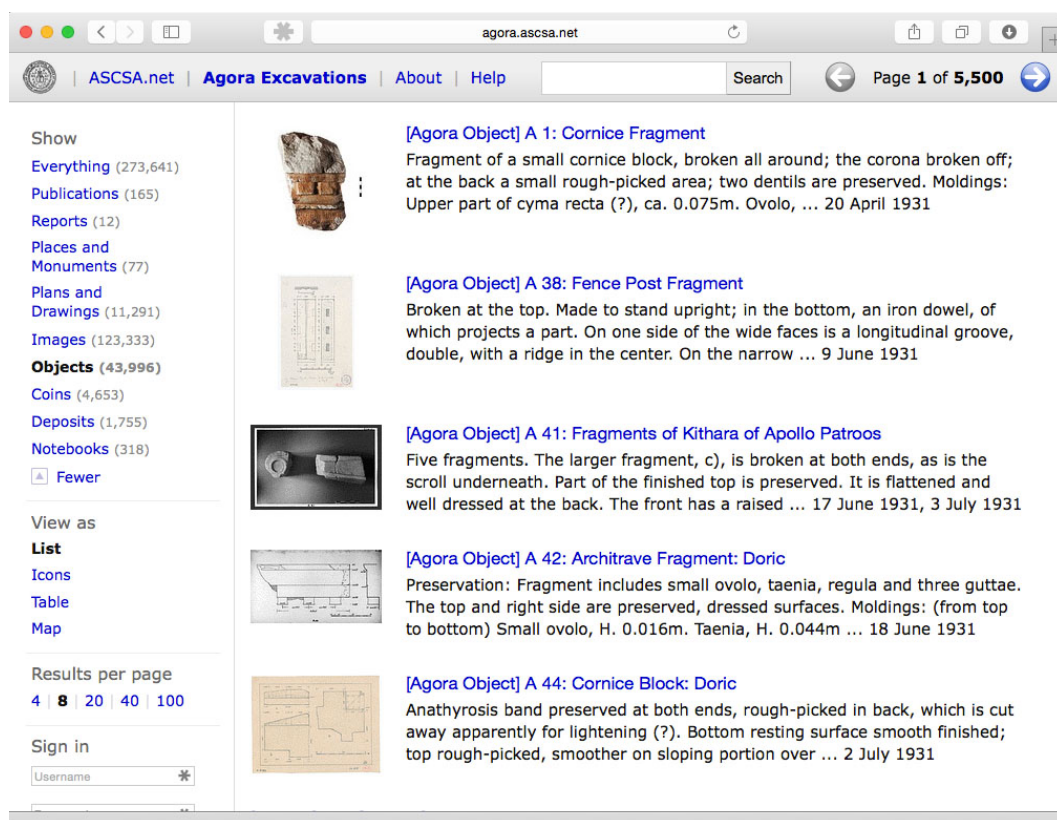 agora.ascsa.net
| ASCSA.net | Agora Excavations | About | Help
Search
Page 1 of 5,500
Show
Everything (273,641)
Publications (165)
Reports (12)
Places and
Monuments (77)
Plans and
Drawings (11,291)
Images (123,333)
Objects (43,996)
Coins (4,653)
Deposits (1,755)
Notebooks (318)
Fewer
View as
List
Icons
Table
Map
Results per page
4 | 8 | 20 | 40 | 100
Sign in
Username
[Agora Object] A 1: Cornice Fragment
Fragment of a small cornice block, broken all around; the corona broken off;
at the back a small rough-picked area; two dentils are preserved. Moldings:
Upper part of cyma recta (?), ca. 0.075m. Ovolo, ... 20 April 1931
[Agora Object] A 38: Fence Post Fragment
Broken at the top. Made to stand upright; in the bottom, an iron dowel, of
which projects a part. On one side of the wide faces is a longitudinal groove,
double, with a ridge in the center. On the narrow ... 9 June 1931
[Agora Object] A 41: Fragments of Kithara of Apollo Patroos
Five fragments. The larger fragment, c), is broken at both ends, as is the
scroll underneath. Part of the finished top is preserved. It is flattened and
well dressed at the back. The front has a raised ... 17 June 1931, 3 July 1931
[Agora Object] A 42: Architrave Fragment: Doric
Preservation: Fragment includes small ovolo, taenia, regula and three guttae.
The top and right side are preserved, dressed surfaces. Moldings: (from top
to bottom) Small ovolo, H. 0.016m. Taenia, H. 0.044m ... 18 June 1931
[Agora Object] A 44: Cornice Block: Doric
Anathyrosis band preserved at both ends, rough-picked in back, which is cut
away apparently for lightening (?). Bottom resting surface smooth finished;
top rough-picked, smoother on sloping portion over ... 2 July 1931